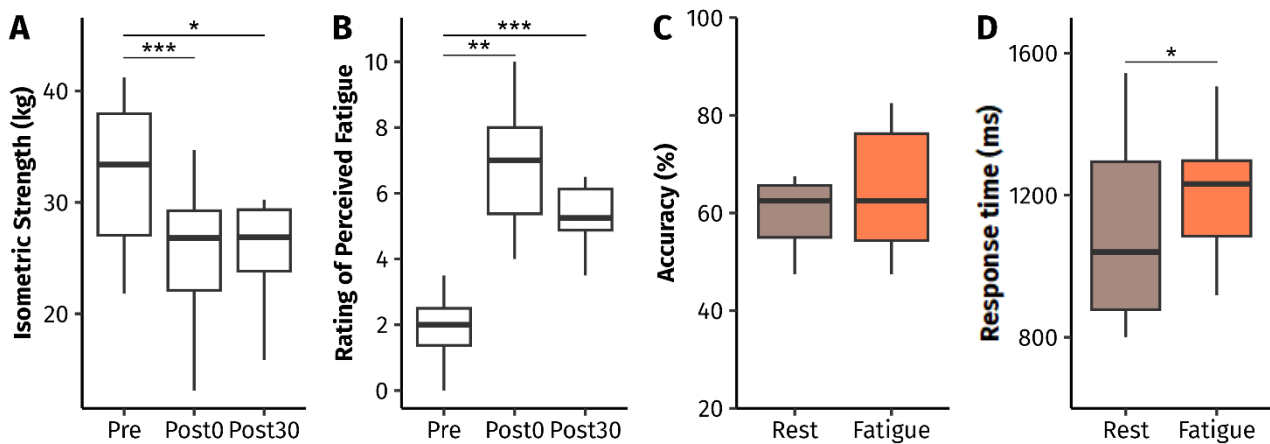 A
Isometric Strength (kg)
40
30
20
*
***
Pre Post0 Post30
B
Rating of Perceived Fatigue
10
8
6
4
2
0
***
**
Pre Post0 Post30
C
Accuracy (%)
100
80
60
40
20
Rest Fatigue
D
Response time (ms)
1600
1200
800
*
Rest Fatigue